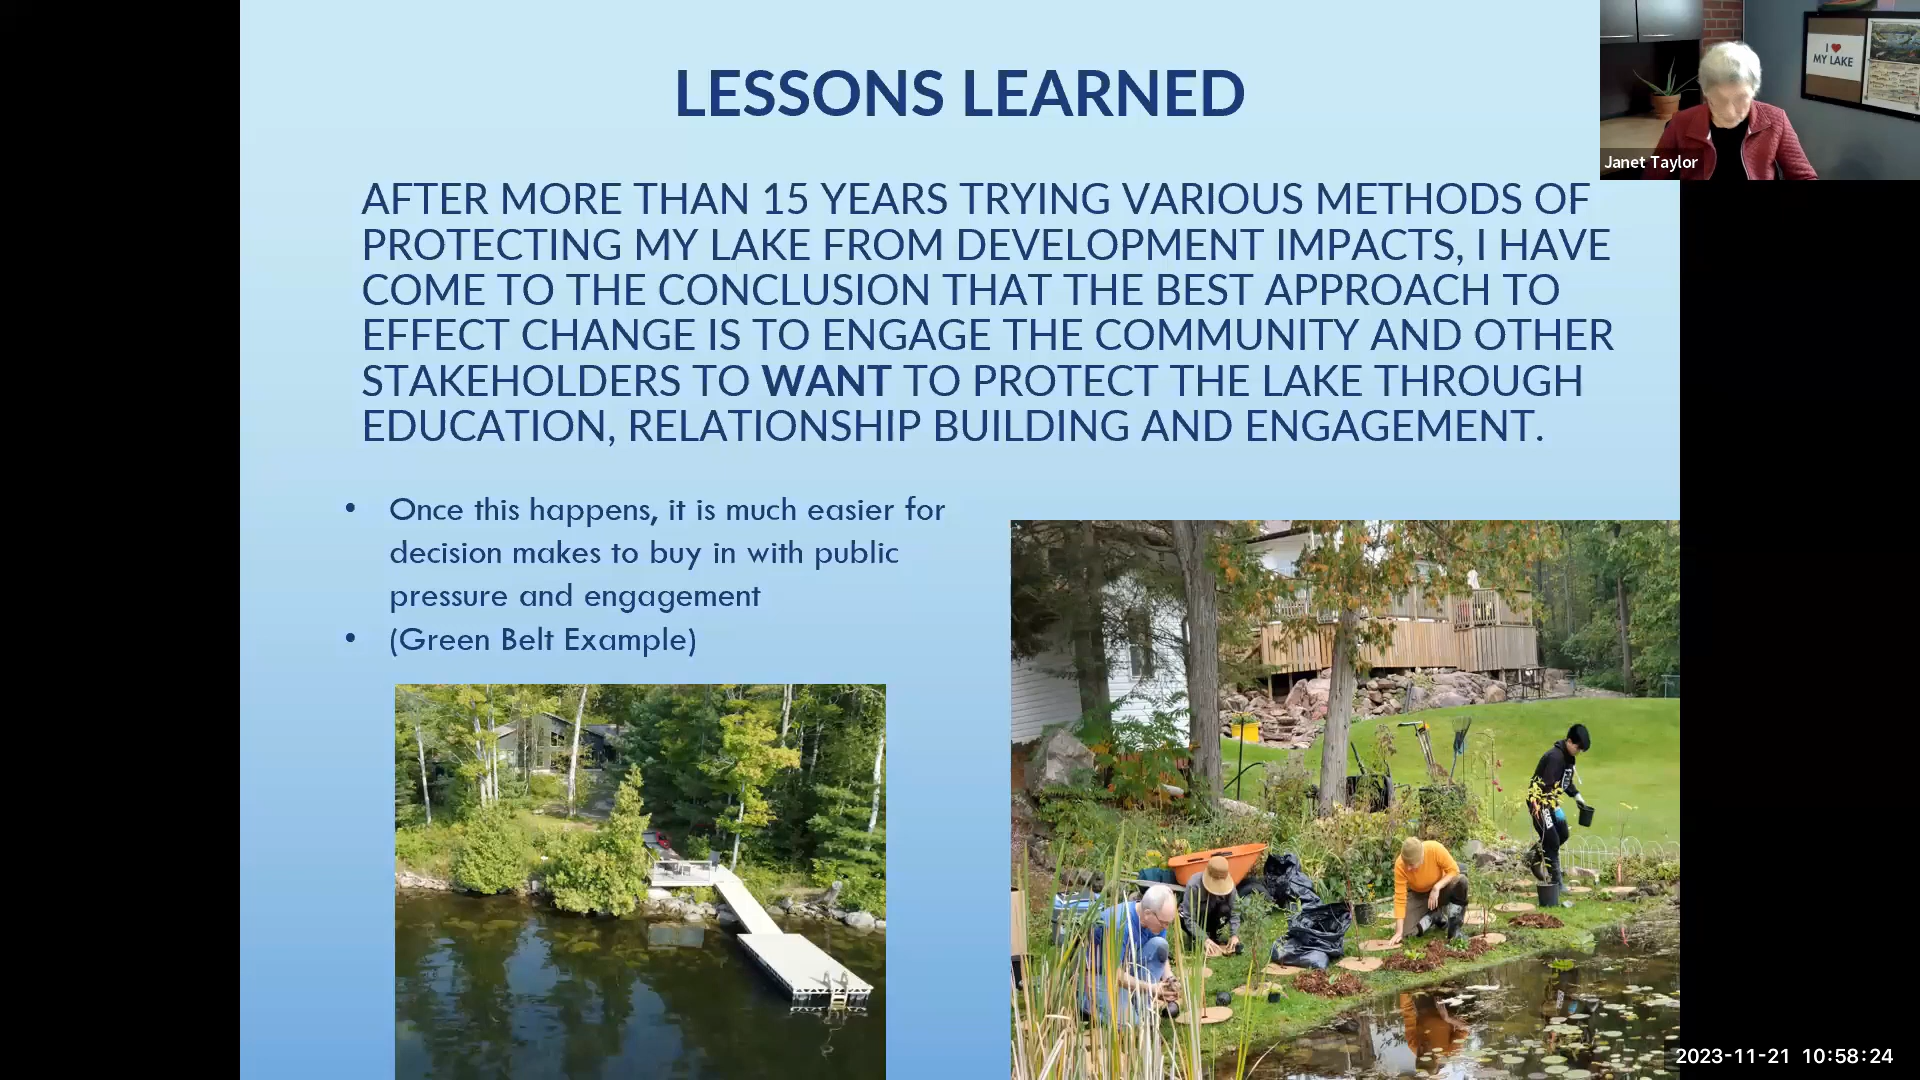 LESSONS LEARNED
AFTER MORE THAN 15 YEARS TRYING VARIOUS METHODS OF
PROTECTING MY LAKE FROM DEVELOPMENT IMPACTS, I HAVE
COME TO THE CONCLUSION THAT THE BEST APPROACH TO
EFFECT CHANGE IS TO ENGAGE THE COMMUNITY AND OTHER
STAKEHOLDERS TO WANT TO PROTECT THE LAKE THROUGH
EDUCATION, RELATIONSHIP BUILDING AND ENGAGEMENT.
• Once this happens, it is much easier for
decision makes to buy in with public
pressure and engagement
• (Green Belt Example)
I ❤
MY LAKE
Janet Taylor
2023-11-21 10:58:24